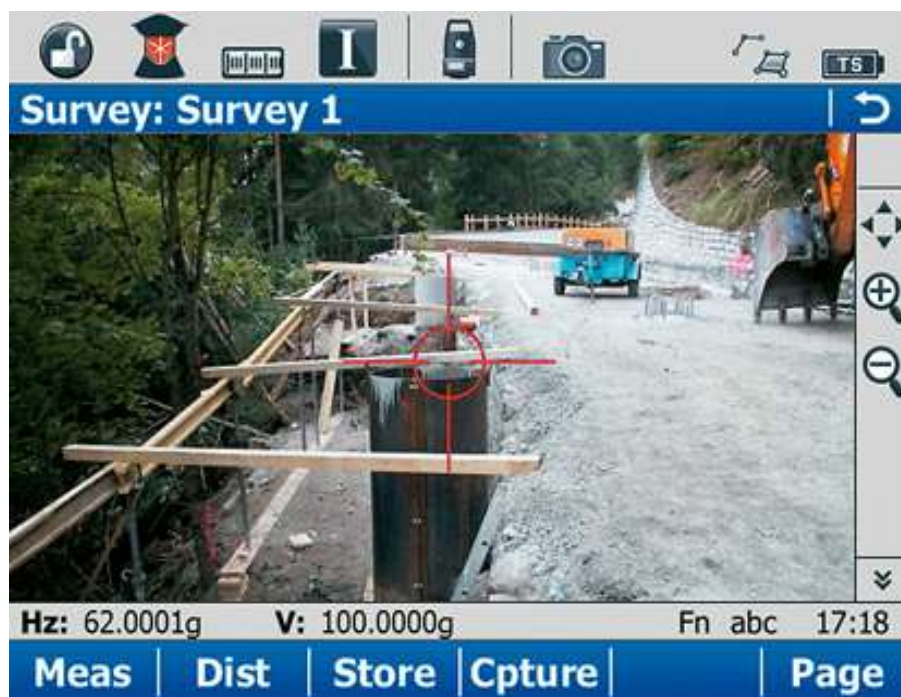 I
TS
Survey: Survey 1
Hz: 62.0001g V: 100.0000g Fn abc 17:18
Meas Dist Store Cpture Page